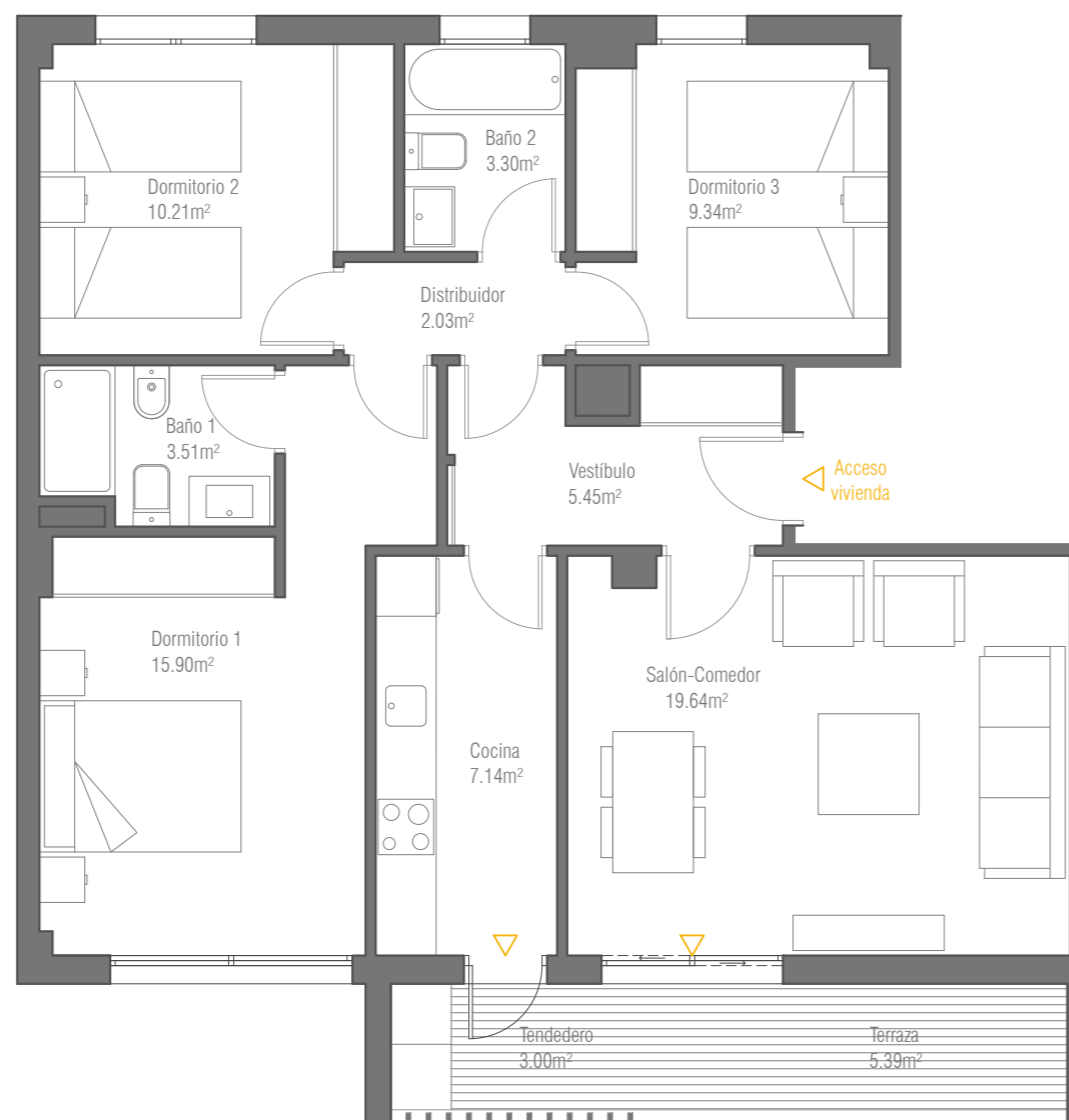 Baño 2
3.30m²
Dormitorio 2
10.21m²
Dormitorio 3
9.34m²
Distribuidor
2.03m²
Baño 1
3.51m²
Vestíbulo
5.45m²
Acceso
vivienda
Dormitorio 1
15.90m²
Salón-Comedor
19.64m²
Cocina
7.14m²
Tendedero
3.00m²
Terraza
5.39m²